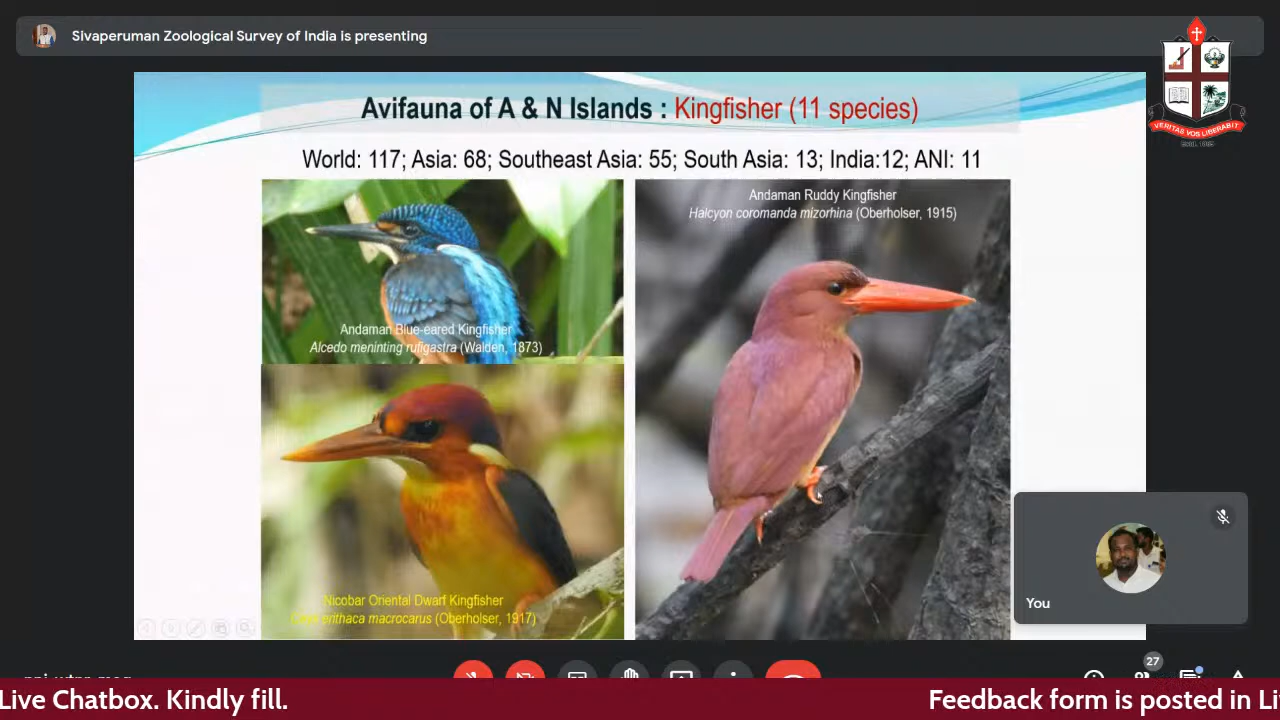 Sivaperuman Zoological Survey of India is presenting
VERITAS VOS LIBERABIT
Avifauna of A & N Islands : Kingfisher (11 species)
World: 117; Asia: 68; Southeast Asia: 55; South Asia: 13; India:12; ANI: 11
Andaman Blue-eared Kingfisher
Alcedo meninting rufigastra (Walden, 1873)
Andaman Ruddy Kingfisher
Halcyon coromanda mizorhina (Oberholser, 1915)
Nicobar Oriental Dwarf Kingfisher
macrocarus (Oberholser, 1917)
You
27
Live Chatbox. Kindly fill.
Feedback form is posted in Li